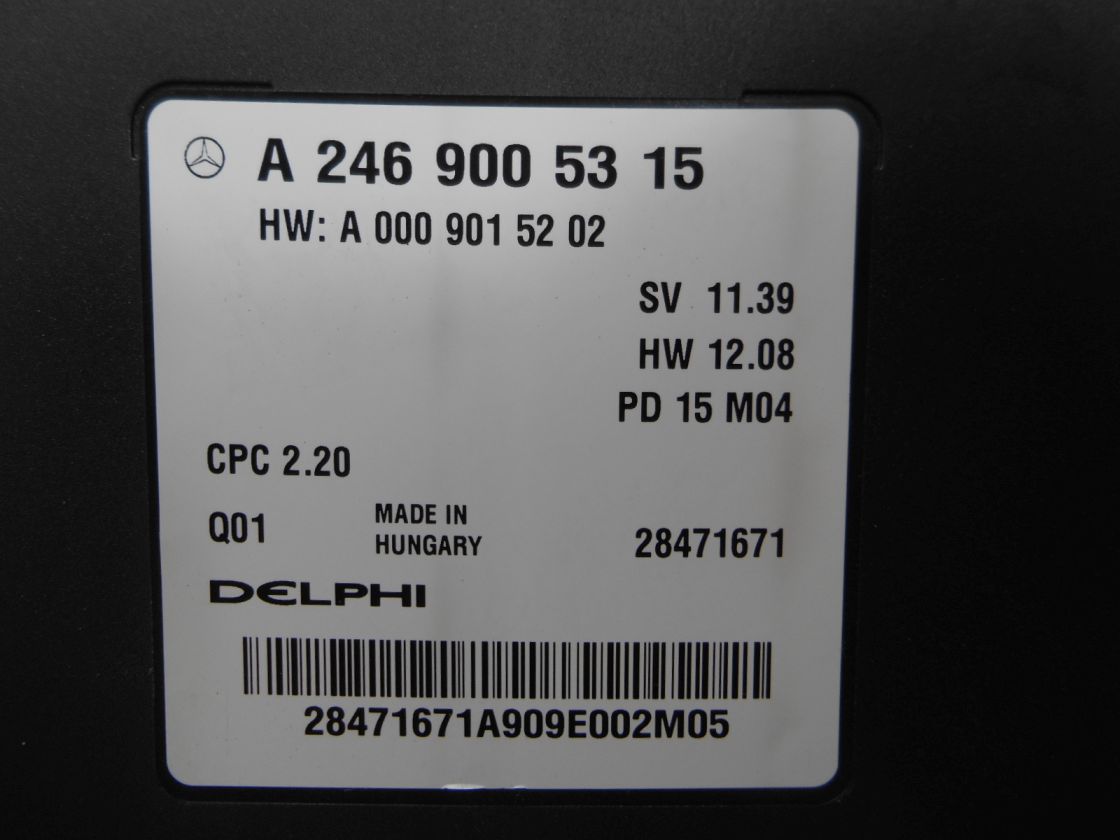 A 246 900 53 15
HW: A 000 901 52 02
SV 11.39
HW 12.08
PD 15 M04
CPC 2.20
Q01
MADE IN
HUNGARY
28471671
DELPHI
28471671A909E002M05